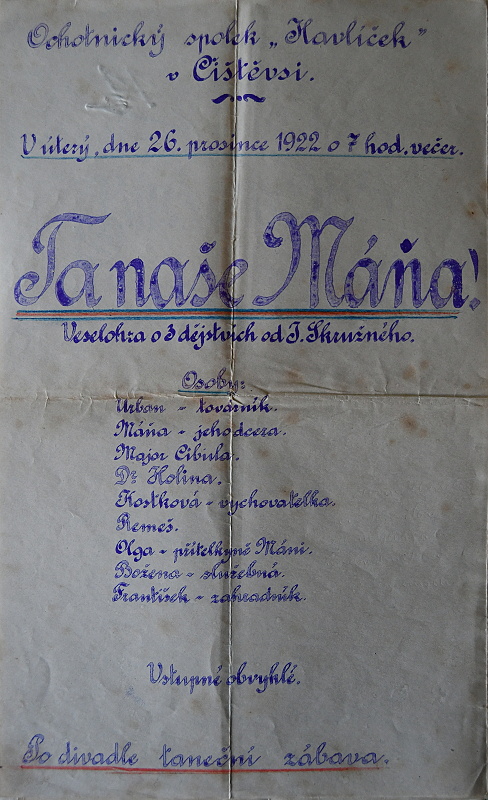 Ochotnický spolek „Havlíček"
v Čištěvsi.
V úterý, dne 26. prosince 1922 o 7 hod. večer.
Ta naše Máňa!
Veselohra o 3 dějstvích od J. Skružného.
Osoby:
Urban - továrník.
Máňa - jeho dcera.
Major Cibula.
Dr Holina.
Kostková - vychovatelka.
Remeš.
Olga - přítelkyně Máni.
Božena - služebná.
František - zahradník.
Vstupné obvyklé.
Po divadle taneční zábava.